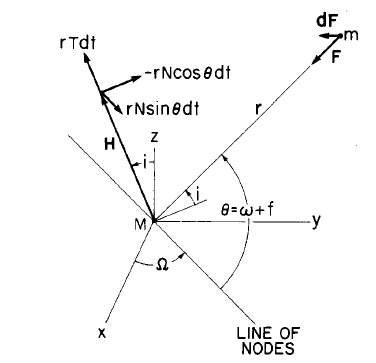 dF
m
rTdt
F
-rNcosθdt
rNsinθdt
r
H
z
i
i
θ=ω+f
M
y
Ω
x
LINE OF
NODES